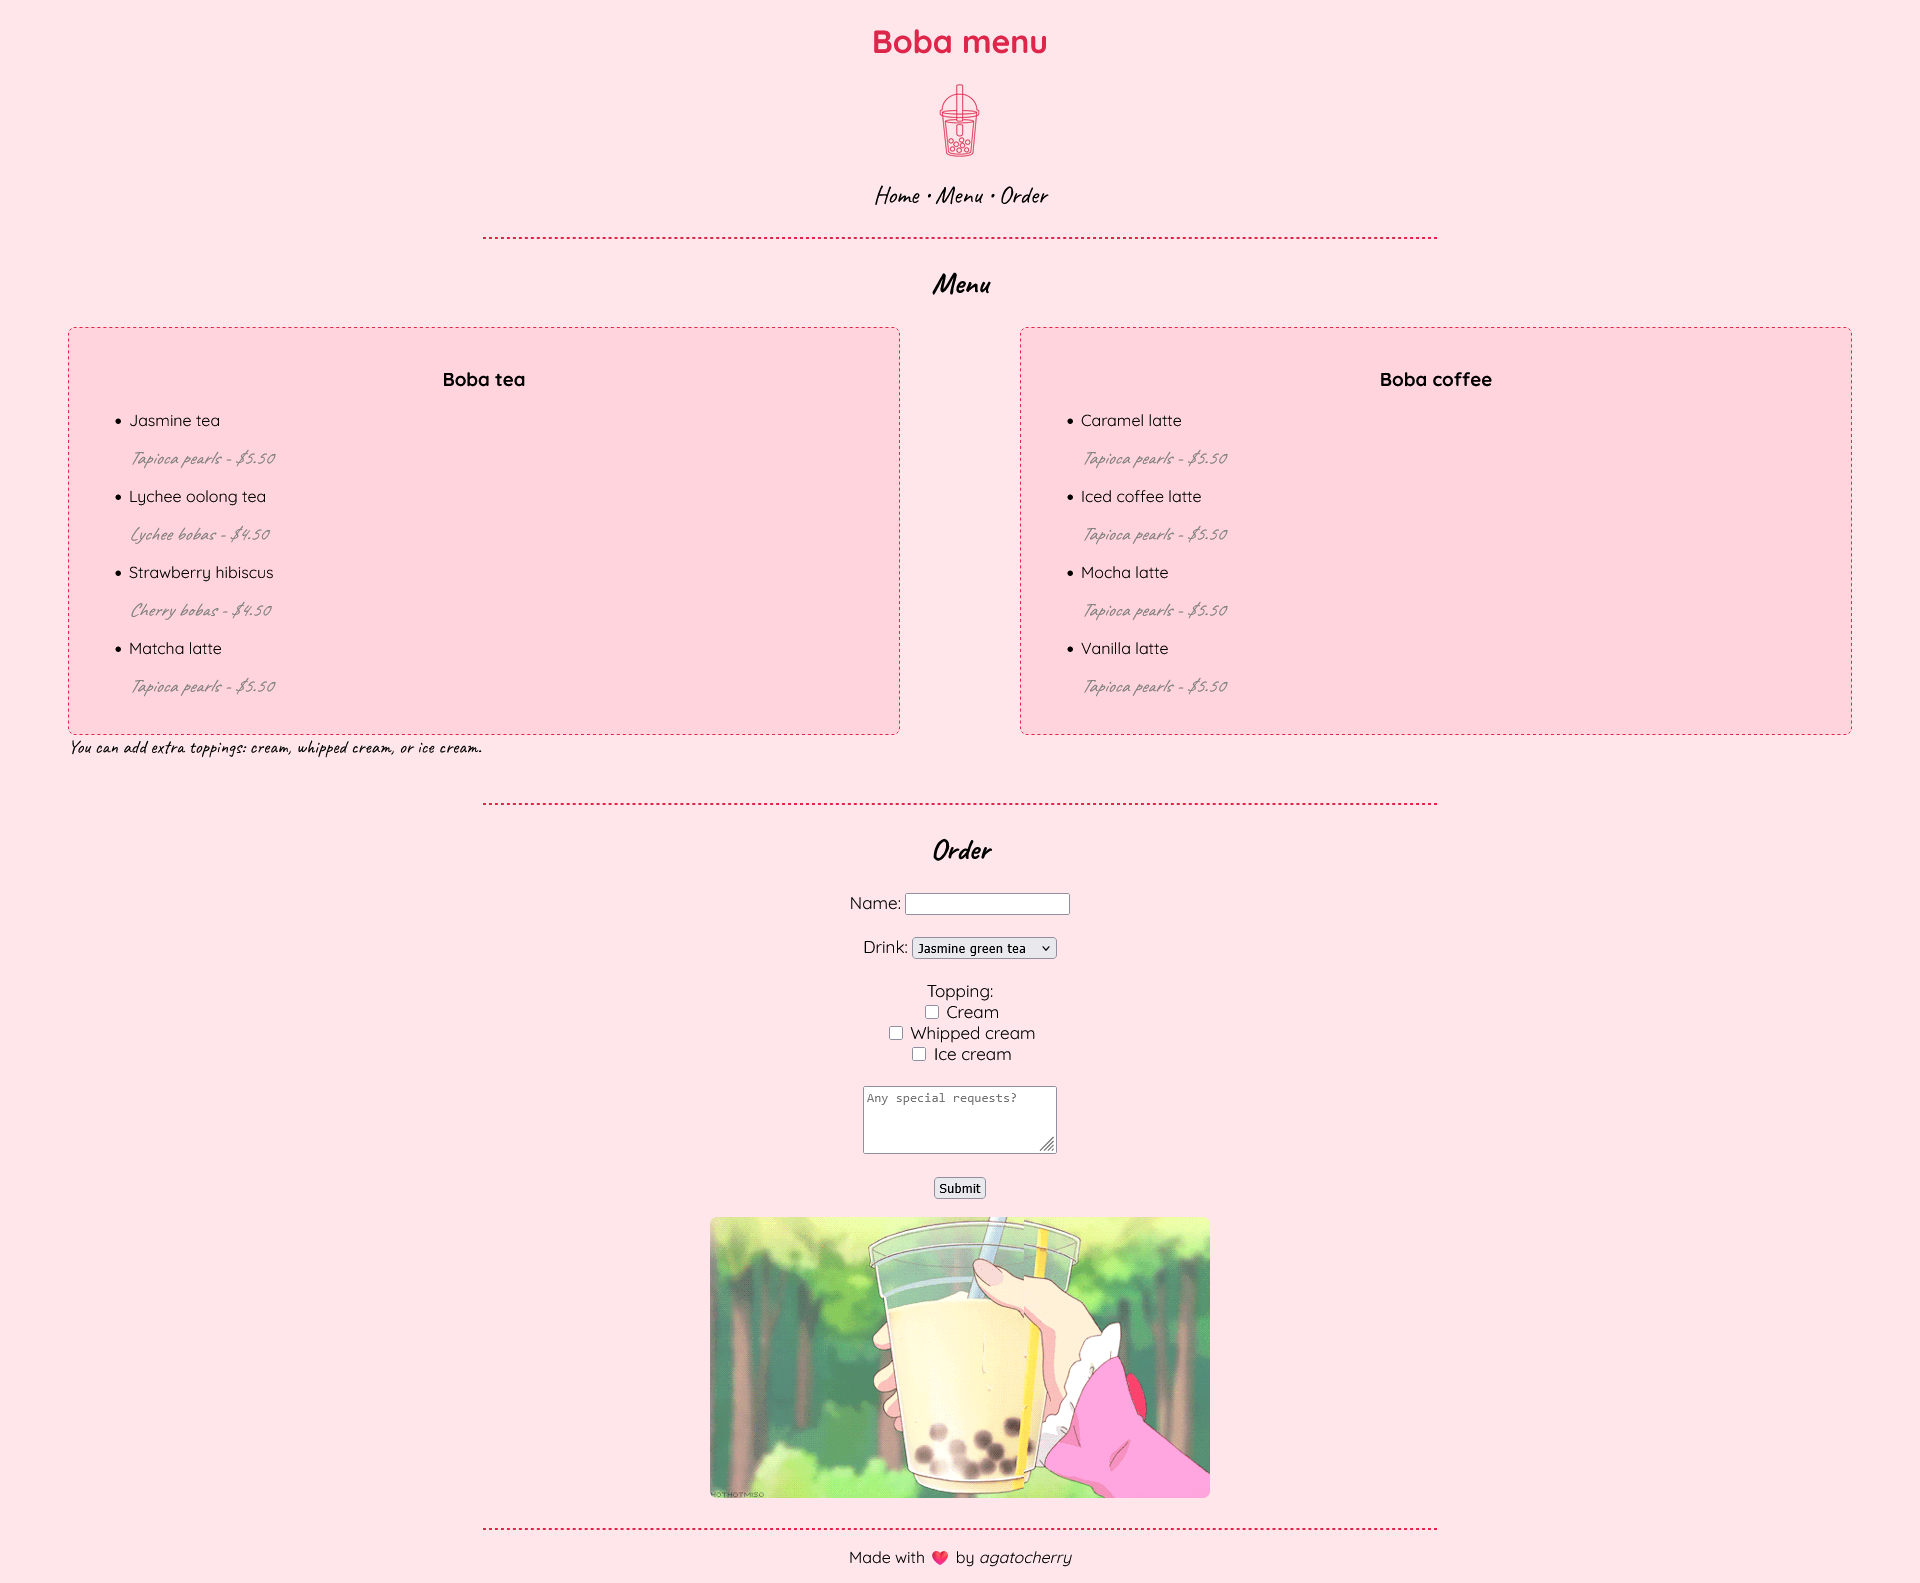 Boba menu
Home · Menu · Order
Menu
Boba tea
• Jasmine tea
Tapioca pearls - $5.50
• Lychee oolong tea
Lychee bobas - $4.50
• Strawberry hibiscus
Cherry bobas - $4.50
• Matcha latte
Tapioca pearls - $5.50
Boba coffee
• Caramel latte
Tapioca pearls - $5.50
• Iced coffee latte
Tapioca pearls - $5.50
• Mocha latte
Tapioca pearls - $5.50
• Vanilla latte
Tapioca pearls - $5.50
You can add extra toppings: cream, whipped cream, or ice cream.
Order
Name:
Drink: Jasmine green tea
Topping:
Cream
Whipped cream
Ice cream
Any special requests?
Submit
HOTHOTMISO
Made with ❤️ by agatocherry